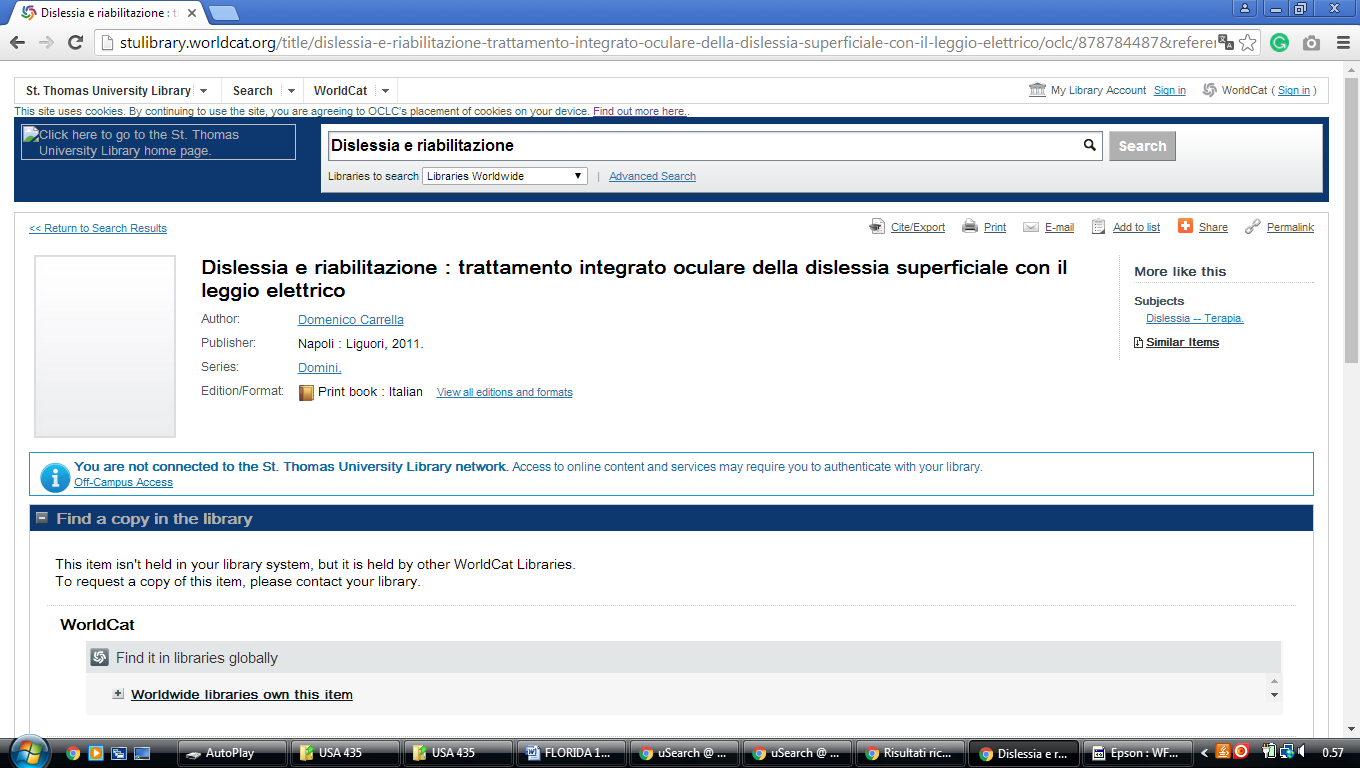 Dislessia e riabilitazione : t
stulibrary.worldcat.org/title/dislessia-e-riabilitazione-trattamento-integrato-oculare-della-dislessia-superficiale-con-il-leggio-elettrico/oclc/878784487&referer
St. Thomas University Library Search WorldCat My Library Account Sign in WorldCat ( Sign in )
This site uses cookies. By continuing to use the site, you are agreeing to OCLC's placement of cookies on your device. Find out more here..
Click here to go to the St. Thomas
University Library home page.
Dislessia e riabilitazione Search
Libraries to search Libraries Worldwide | Advanced Search
<< Return to Search Results Cite/Export Print E-mail Add to list Share Permalink
Dislessia e riabilitazione : trattamento integrato oculare della dislessia superficiale con il
leggio elettrico
Author: Domenico Carrella
Publisher: Napoli : Liguori, 2011.
Series: Domini.
Edition/Format: Print book : Italian View all editions and formats
More like this
Subjects
Dislessia -- Terapia.
Similar Items
You are not connected to the St. Thomas University Library network. Access to online content and services may require you to authenticate with your library.
Off-Campus Access
Find a copy in the library
This item isn't held in your library system, but it is held by other WorldCat Libraries.
To request a copy of this item, please contact your library.
WorldCat
Find it in libraries globally
Worldwide libraries own this item
AutoPlay USA 435 USA 435 FLORIDA 1... uSearch @ ... uSearch @ ... Risultati ric... Dislessia e r... Epson : WF... 0.57